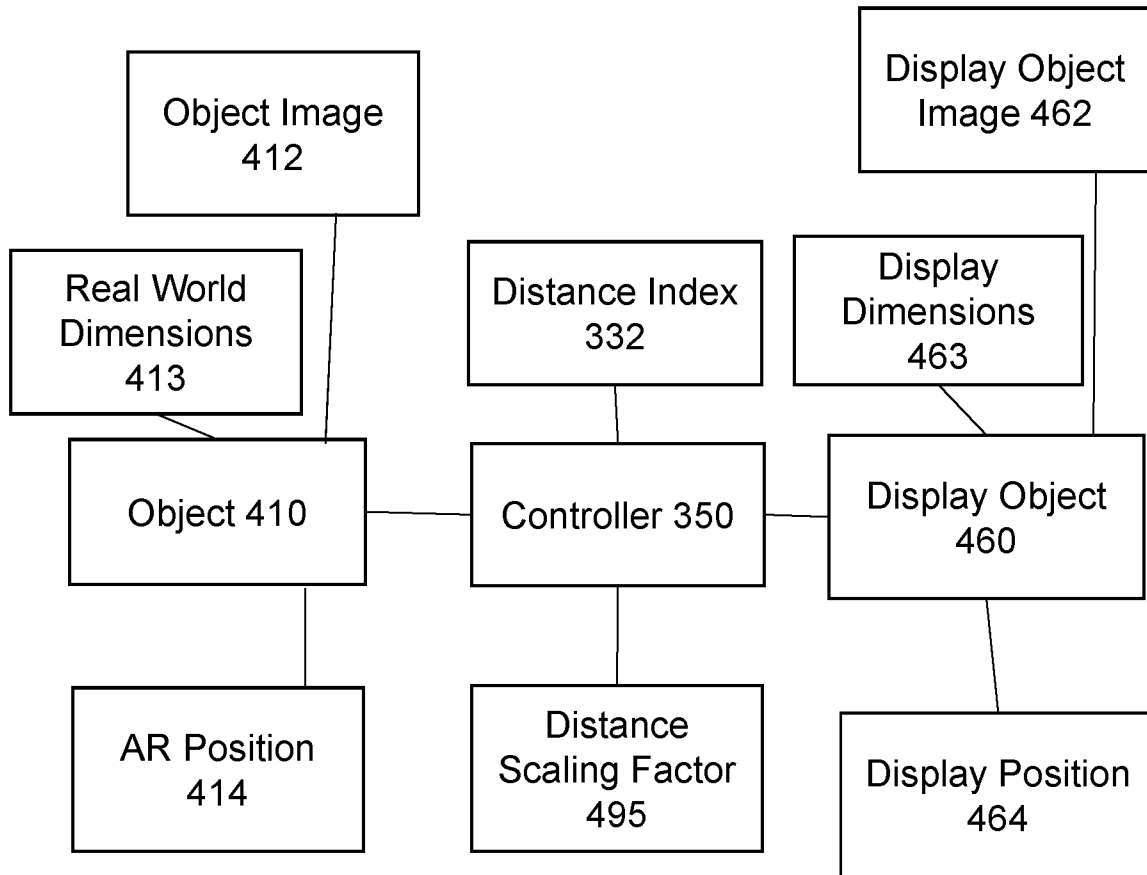 Object Image
412
Display Object
Image 462
Real World
Dimensions
413
Distance Index
332
Display
Dimensions
463
Object 410
Controller 350
Display Object
460
AR Position
414
Distance
Scaling Factor
495
Display Position
464